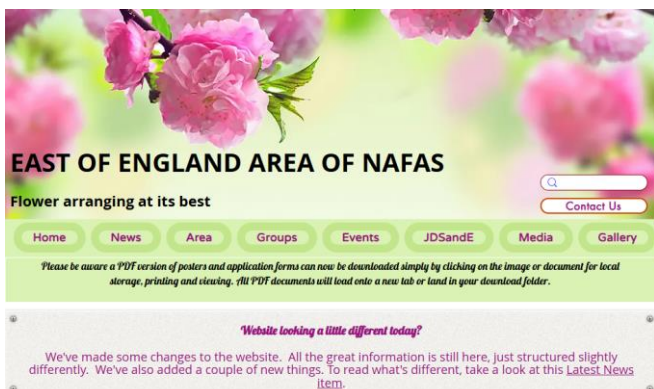 EAST OF ENGLAND AREA OF NAFAS
Flower arranging at its best
Contact Us
Home News Area Groups Events JDSandE Media Gallery
Please be aware a PDF version of posters and application forms can now be downloaded simply by clicking on the image or document for local
storage, printing and viewing. All PDF documents will load onto a new tab or land in your download folder.
Website looking a little different today?
We've made some changes to the website. All the great information is still here, just structured slightly
differently. We've also added a couple of new things. To read what's different, take a look at this Latest News
item.